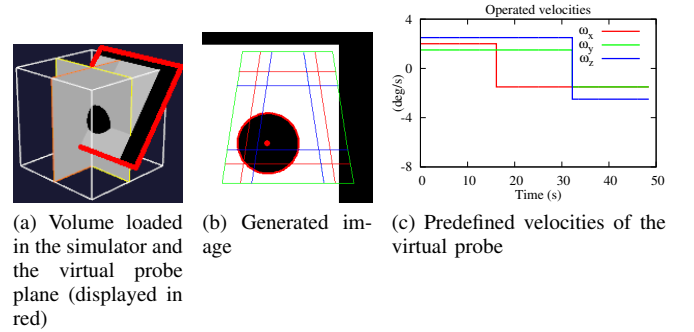 Operated velocities
4
0
-4
-8
(deg/s)
ωx
ωy
ωz
0 10 20 30 40 50
Time (s)
(a) Volume loaded
in the simulator and
the virtual probe
plane (displayed in
red)
(b) Generated im-
age
(c) Predefined velocities of the
virtual probe